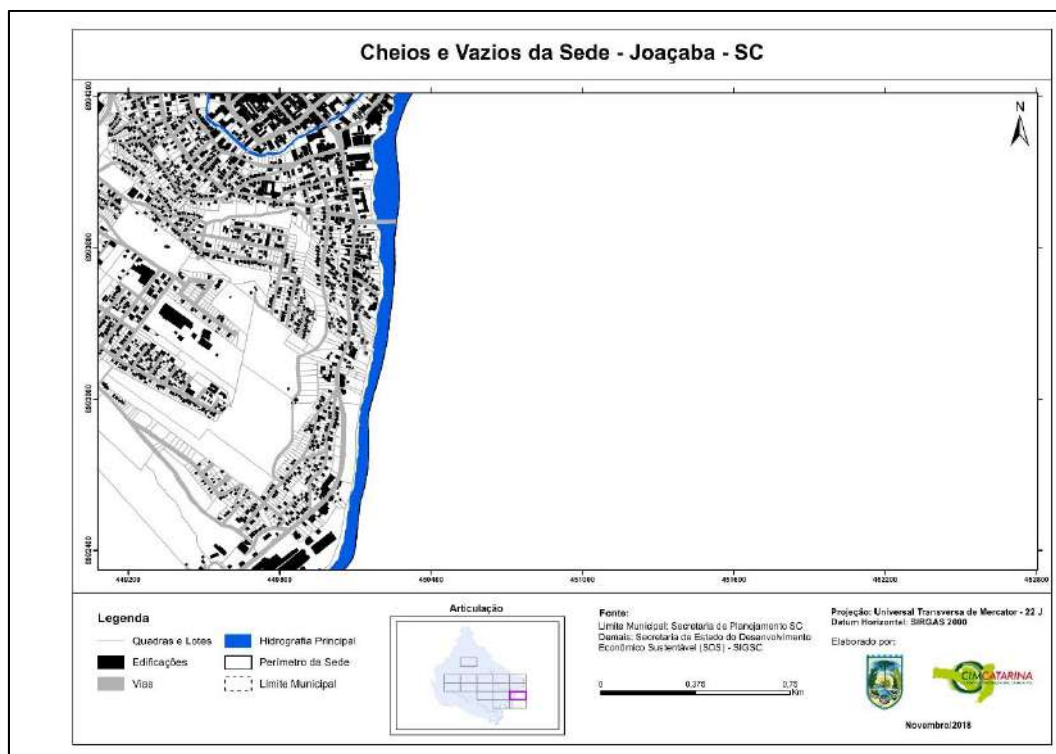 Cheios e Vazios da Sede - Joaçaba - SC
N
449200 449800 450400 451000 451600 452200 452800
Legenda
Quadras e Lotes
Edificações
Vias
Hidrografia Principal
Perímetro da Sede
Limite Municipal
Articulação
Fonte:
Limite Municipal: Secretaria de Planejamento SC
Demais: Secretaria de Estado do Desenvolvimento
Econômico Sustentável (SDS) - SIGSC
0 0,375 0,75
Km
Projeção: Universal Transversa de Mercator - 22 J
Datum Horizontal: SIRGAS 2000
Elaborado por:
CIMCATARINA
Novembro/2018